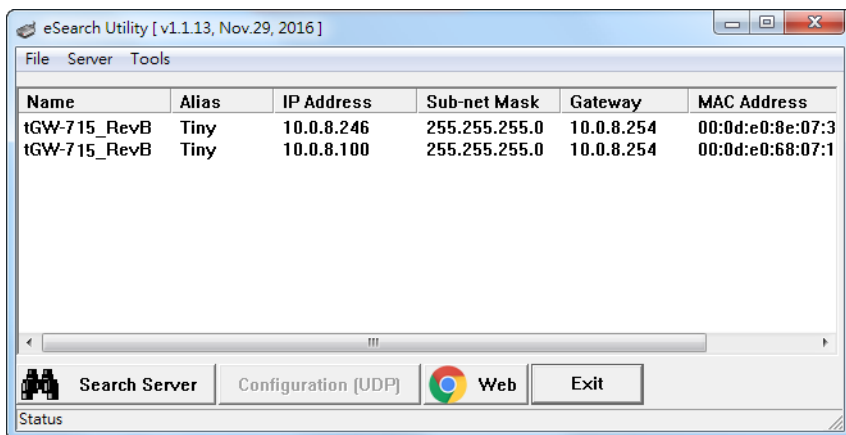 eSearch Utility [ v1.1.13, Nov.29, 2016 ]
File Server Tools
Name Alias IP Address Sub-net Mask Gateway MAC Address
tGW-715_RevB Tiny 10.0.8.246 255.255.255.0 10.0.8.254 00:0d:e0:8e:07:3
tGW-715_RevB Tiny 10.0.8.100 255.255.255.0 10.0.8.254 00:0d:e0:68:07:1
Search Server Configuration (UDP) Web Exit
Status